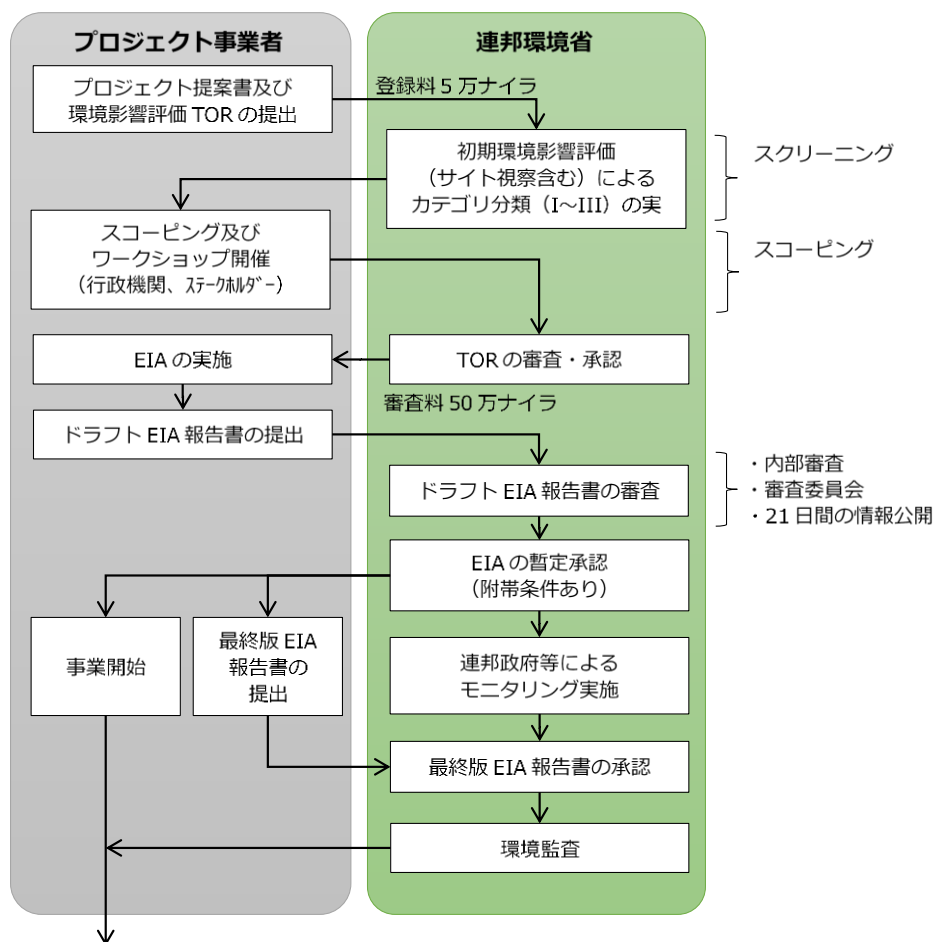 プロジェクト事業者
連邦環境省
プロジェクト提案書及び
環境影響評価 TOR の提出
登録料 5 万ナイラ
初期環境影響評価
（サイト視察含む）による
カテゴリ分類（I～III）の実
スクリーニング
スコーピング及び
ワークショップ開催
（行政機関、ｽﾃｰｸﾎﾙﾀﾞｰ）
スコーピング
EIA の実施
TOR の審査・承認
審査料 50 万ナイラ
ドラフト EIA 報告書の提出
ドラフト EIA 報告書の審査
・内部審査
・審査委員会
・21 日間の情報公開
EIA の暫定承認
（附帯条件あり）
事業開始
最終版 EIA
報告書の
提出
連邦政府等による
モニタリング実施
最終版 EIA 報告書の承認
環境監査